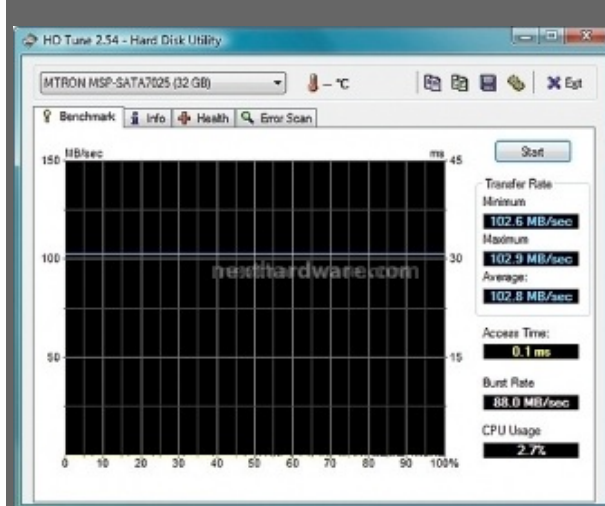 HD Tune 2.54 - Hard Disk Utility
MTRON MSP-SATA7025 (32 GB)
– °C
Exit
Benchmark
Info
Health
Error Scan
Start
MB/sec
ms
150
100
50
45
30
15
0 10 20 30 40 50 60 70 80 90 100%
nexthardware.com
Transfer Rate
Minimum
102.6 MB/sec
Maximum
102.9 MB/sec
Average:
102.8 MB/sec
Access Time:
0.1 ms
Burst Rate
88.0 MB/sec
CPU Usage
2.7%